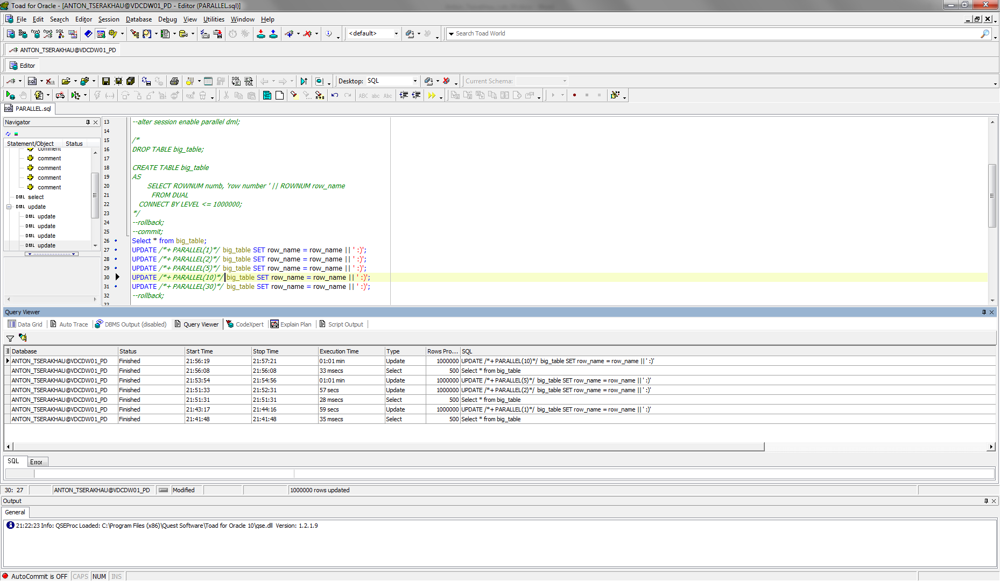 Toad for Oracle - [ANTON_TSERAKHAU@VDCDW01_PD - Editor (PARALLEL.sql)]
File Edit Search Editor Session Database Debug View Utilities Window Help
<default> Search Toad World
ANTON_TSERAKHAU@VDCDW01_PD
Editor
Desktop: SQL Current Schema:
PARALLEL.sql
Navigator
Statement/Object Status
comment
comment
comment
comment
comment
DML select
DML update
DML update
DML update
DML update
DML update
13 --alter session enable parallel dml;
14
15 /*
16 DROP TABLE big_table;
17
18 CREATE TABLE big_table
19 AS
20 SELECT ROWNUM numb, 'row number ' || ROWNUM row_name
21 FROM DUAL
22 CONNECT BY LEVEL <= 1000000;
23 */
24 --rollback;
25 --commit;
26 Select * from big_table;
27 UPDATE /*+ PARALLEL(1)*/ big_table SET row_name = row_name || ' :)';
28 UPDATE /*+ PARALLEL(2)*/ big_table SET row_name = row_name || ' :)';
29 UPDATE /*+ PARALLEL(5)*/ big_table SET row_name = row_name || ' :)';
30 UPDATE /*+ PARALLEL(10)*/ big_table SET row_name = row_name || ' :)';
31 UPDATE /*+ PARALLEL(30)*/ big_table SET row_name = row_name || ' :)';
32 --rollback;
33
Query Viewer
Data Grid Auto Trace DBMS Output (disabled) Query Viewer CodeXpert Explain Plan Script Output
Database Status Start Time Stop Time Execution Time Type Rows Pro... SQL
ANTON_TSERAKHAU@VDCDW01_PD Finished 21:56:19 21:57:21 01:01 min Update 1000000 UPDATE /*+ PARALLEL(10)*/ big_table SET row_name = row_name || ' :)'
ANTON_TSERAKHAU@VDCDW01_PD Finished 21:56:08 21:56:08 33 msecs Select 500 Select * from big_table
ANTON_TSERAKHAU@VDCDW01_PD Finished 21:53:54 21:54:56 01:01 min Update 1000000 UPDATE /*+ PARALLEL(5)*/ big_table SET row_name = row_name || ' :)'
ANTON_TSERAKHAU@VDCDW01_PD Finished 21:51:33 21:52:31 57 secs Update 1000000 UPDATE /*+ PARALLEL(2)*/ big_table SET row_name = row_name || ' :)'
ANTON_TSERAKHAU@VDCDW01_PD Finished 21:51:31 21:51:31 28 msecs Select 500 Select * from big_table
ANTON_TSERAKHAU@VDCDW01_PD Finished 21:43:17 21:44:16 59 secs Update 1000000 UPDATE /*+ PARALLEL(1)*/ big_table SET row_name = row_name || ' :)'
ANTON_TSERAKHAU@VDCDW01_PD Finished 21:41:48 21:41:48 35 msecs Select 500 Select * from big_table
SQL Error
30: 27 ANTON_TSERAKHAU@VDCDW01_PD Modified 1000000 rows updated
Output
General
21:22:23 Info: QSEProc Loaded: C:\Program Files (x86)\Quest Software\Toad for Oracle 10\qse.dll Version: 1.2.1.9
AutoCommit is OFF CAPS NUM INS